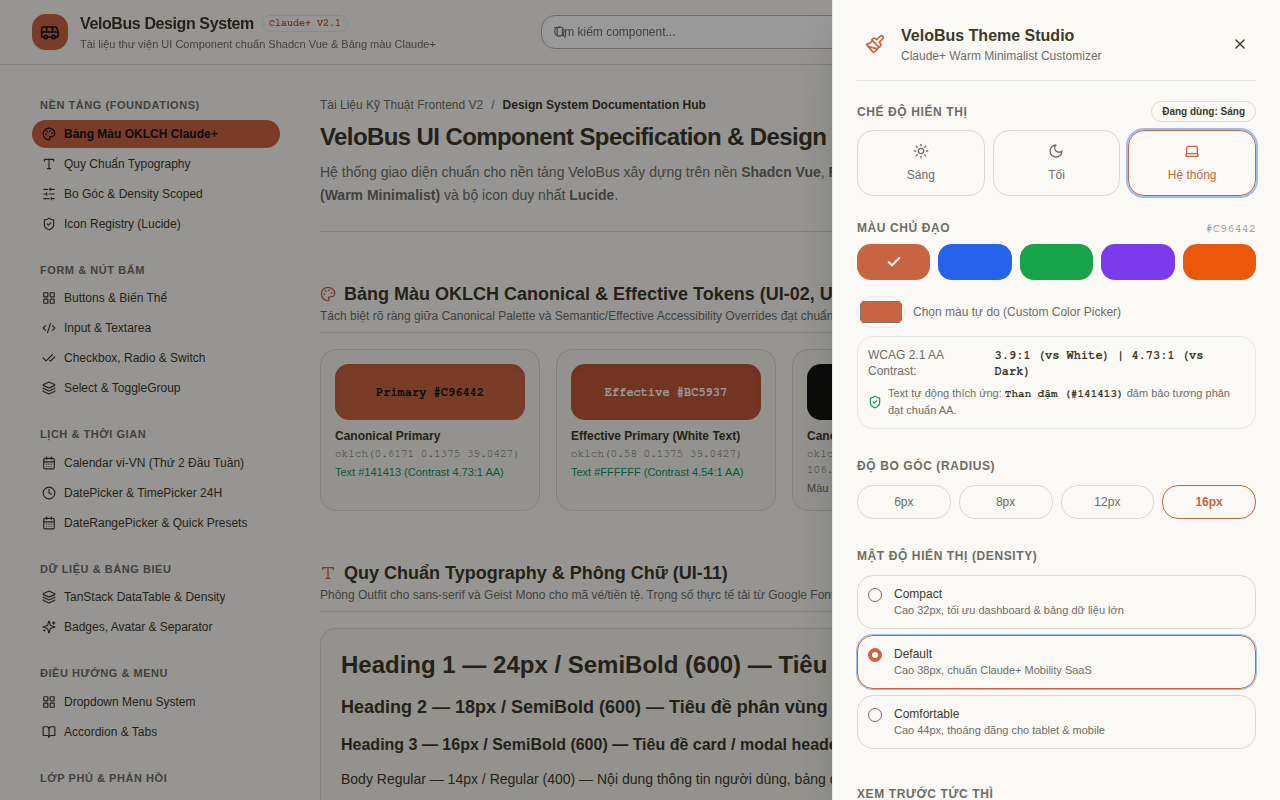 VeloBus Design System
Claude+ V2.1
Tài liệu thư viện UI Component chuẩn Shadcn Vue & Bảng màu Claude+
m kiếm component...
NỀN TẢNG (FOUNDATIONS)
Bảng Màu OKLCH Claude+
Quy Chuẩn Typography
Bo Góc & Density Scoped
Icon Registry (Lucide)
FORM & NÚT BẤM
Buttons & Biến Thể
Input & Textarea
Checkbox, Radio & Switch
Select & ToggleGroup
LỊCH & THỜI GIAN
Calendar vi-VN (Thứ 2 Đầu Tuần)
DatePicker & TimePicker 24H
DateRangePicker & Quick Presets
DỮ LIỆU & BẢNG BIỂU
TanStack DataTable & Density
Badges, Avatar & Separator
ĐIỀU HƯỚNG & MENU
Dropdown Menu System
Accordion & Tabs
LỚP PHỦ & PHẢN HỒI
Tài Liệu Kỹ Thuật Frontend V2 / Design System Documentation Hub
VeloBus UI Component Specification & Design
Hệ thống giao diện chuẩn cho nền tảng VeloBus xây dựng trên nền Shadcn Vue,
(Warm Minimalist) và bộ icon duy nhất Lucide.
Bảng Màu OKLCH Canonical & Effective Tokens (UI-02, U
Tách biệt rõ ràng giữa Canonical Palette và Semantic/Effective Accessibility Overrides đạt chuẩn
Primary #C96442
Canonical Primary
oklch(0.6171 0.1375 39.0427)
Text #141413 (Contrast 4.73:1 AA)
Effective #BC5937
Effective Primary (White Text)
oklch(0.58 0.1375 39.0427)
Text #FFFFFF (Contrast 4.54:1 AA)
Cano
oklc
106.
Màu
Quy Chuẩn Typography & Phông Chữ (UI-11)
Phông Outfit cho sans-serif và Geist Mono cho mã vé/tiền tệ. Trọng số thực tế tải từ Google Fon
Heading 1 — 24px / SemiBold (600) — Tiêu
Heading 2 — 18px / SemiBold (600) — Tiêu đề phân vùng
Heading 3 — 16px / SemiBold (600) — Tiêu đề card / modal heade
Body Regular — 14px / Regular (400) — Nội dung thông tin người dùng, bảng
VeloBus Theme Studio
Claude+ Warm Minimalist Customizer
CHẾ ĐỘ HIỂN THỊ
Đang dùng: Sáng
Sáng
Tối
Hệ thống
MÀU CHỦ ĐẠO
#C96442
Chọn màu tự do (Custom Color Picker)
WCAG 2.1 AA
Contrast:
3.9:1 (vs White) | 4.73:1 (vs
Dark)
Text tự động thích ứng: Than đậm (#141413) đảm bảo tương phản
đạt chuẩn AA.
ĐỘ BO GÓC (RADIUS)
6px
8px
12px
16px
MẬT ĐỘ HIỂN THỊ (DENSITY)
Compact
Cao 32px, tối ưu dashboard & bảng dữ liệu lớn
Default
Cao 38px, chuẩn Claude+ Mobility SaaS
Comfortable
Cao 44px, thoáng đãng cho tablet & mobile
XEM TRƯỚC TỨC THÌ